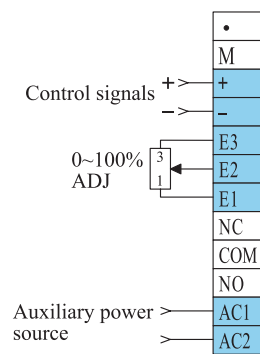 •
M
Control signals
+ +
− −
E3
0~100%
ADJ
3
1
E2
E1
NC
COM
NO
Auxiliary power
source
AC1
AC2